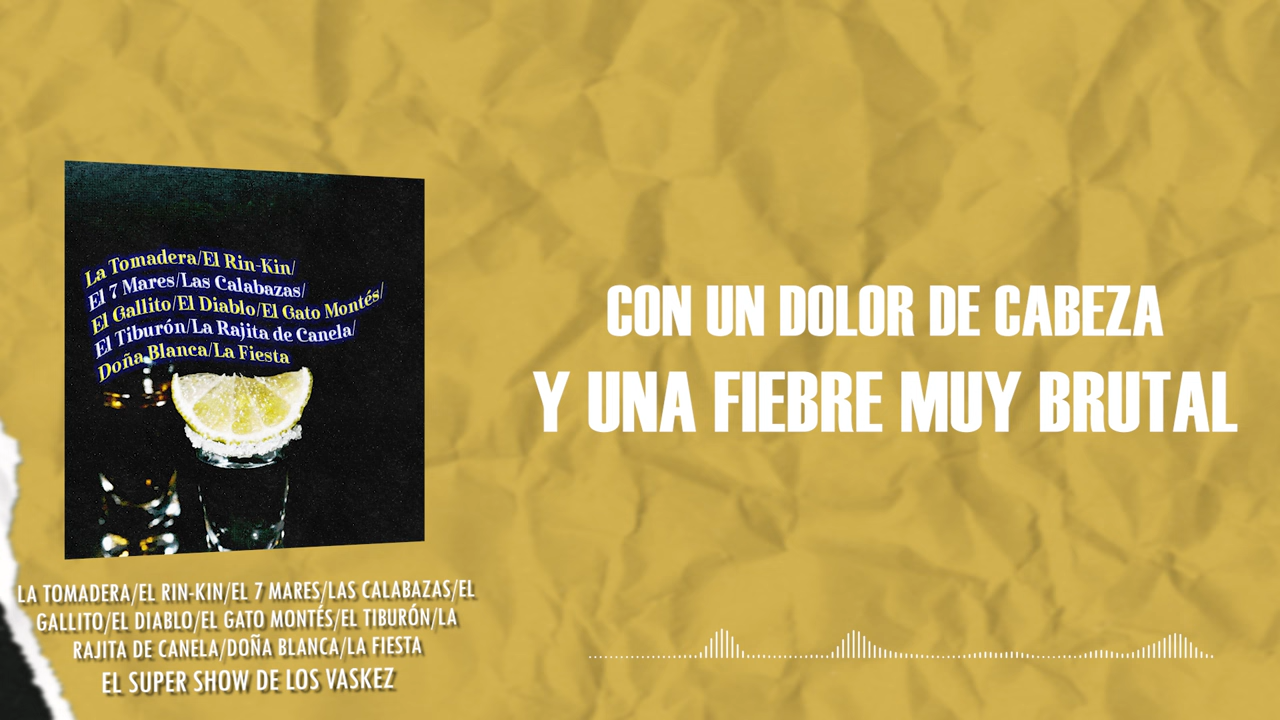 La Tomadera/El Rin-Kin/
El 7 Mares/Las Calabazas/
El Gallito/El Diablo/El Gato Montés/
El Tiburón/La Rajita de Canela/
Doña Blanca/La Fiesta
CON UN DOLOR DE CABEZA
Y UNA FIEBRE MUY BRUTAL
LA TOMADERA/EL RIN-KIN/EL 7 MARES/LAS CALABAZAS/EL
GALLITO/EL DIABLO/EL GATO MONTÉS/EL TIBURÓN/LA
RAJITA DE CANELA/DOÑA BLANCA/LA FIESTA
EL SUPER SHOW DE LOS VASKEZ